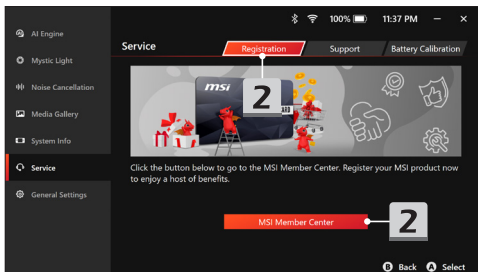 100% 11:37 PM
AI Engine
Service
Registration
Support
Battery Calibration
Mystic Light
Noise Cancellation
Media Gallery
System Info
Service
General Settings
msi
2
Click the button below to go to the MSI Member Center. Register your MSI product now
to enjoy a host of benefits.
MSI Member Center
2
B Back A Select